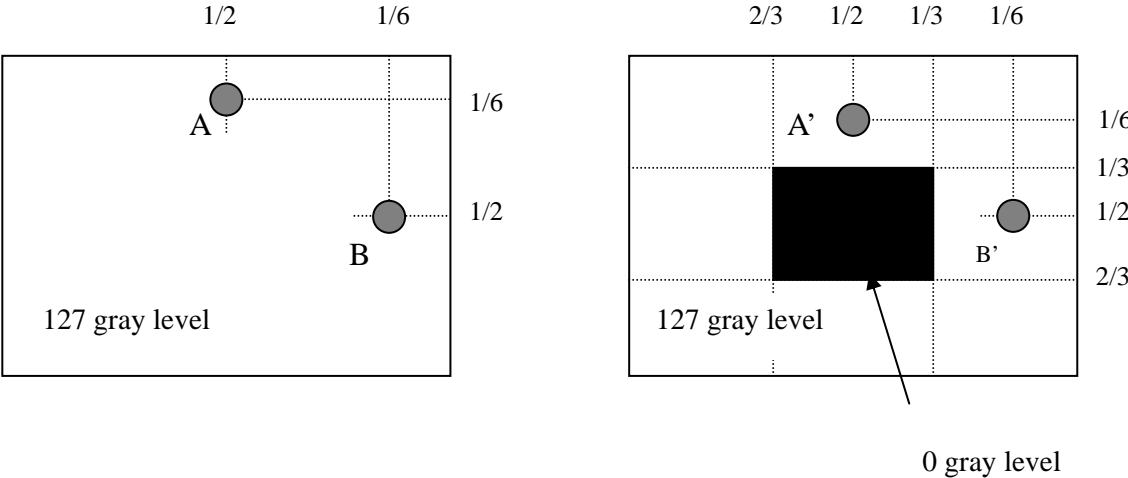 1/2 1/6
1/6
A
1/2
B
127 gray level
2/3 1/2 1/3 1/6
1/6
A’
1/3
1/2
B’
2/3
127 gray level
0 gray level